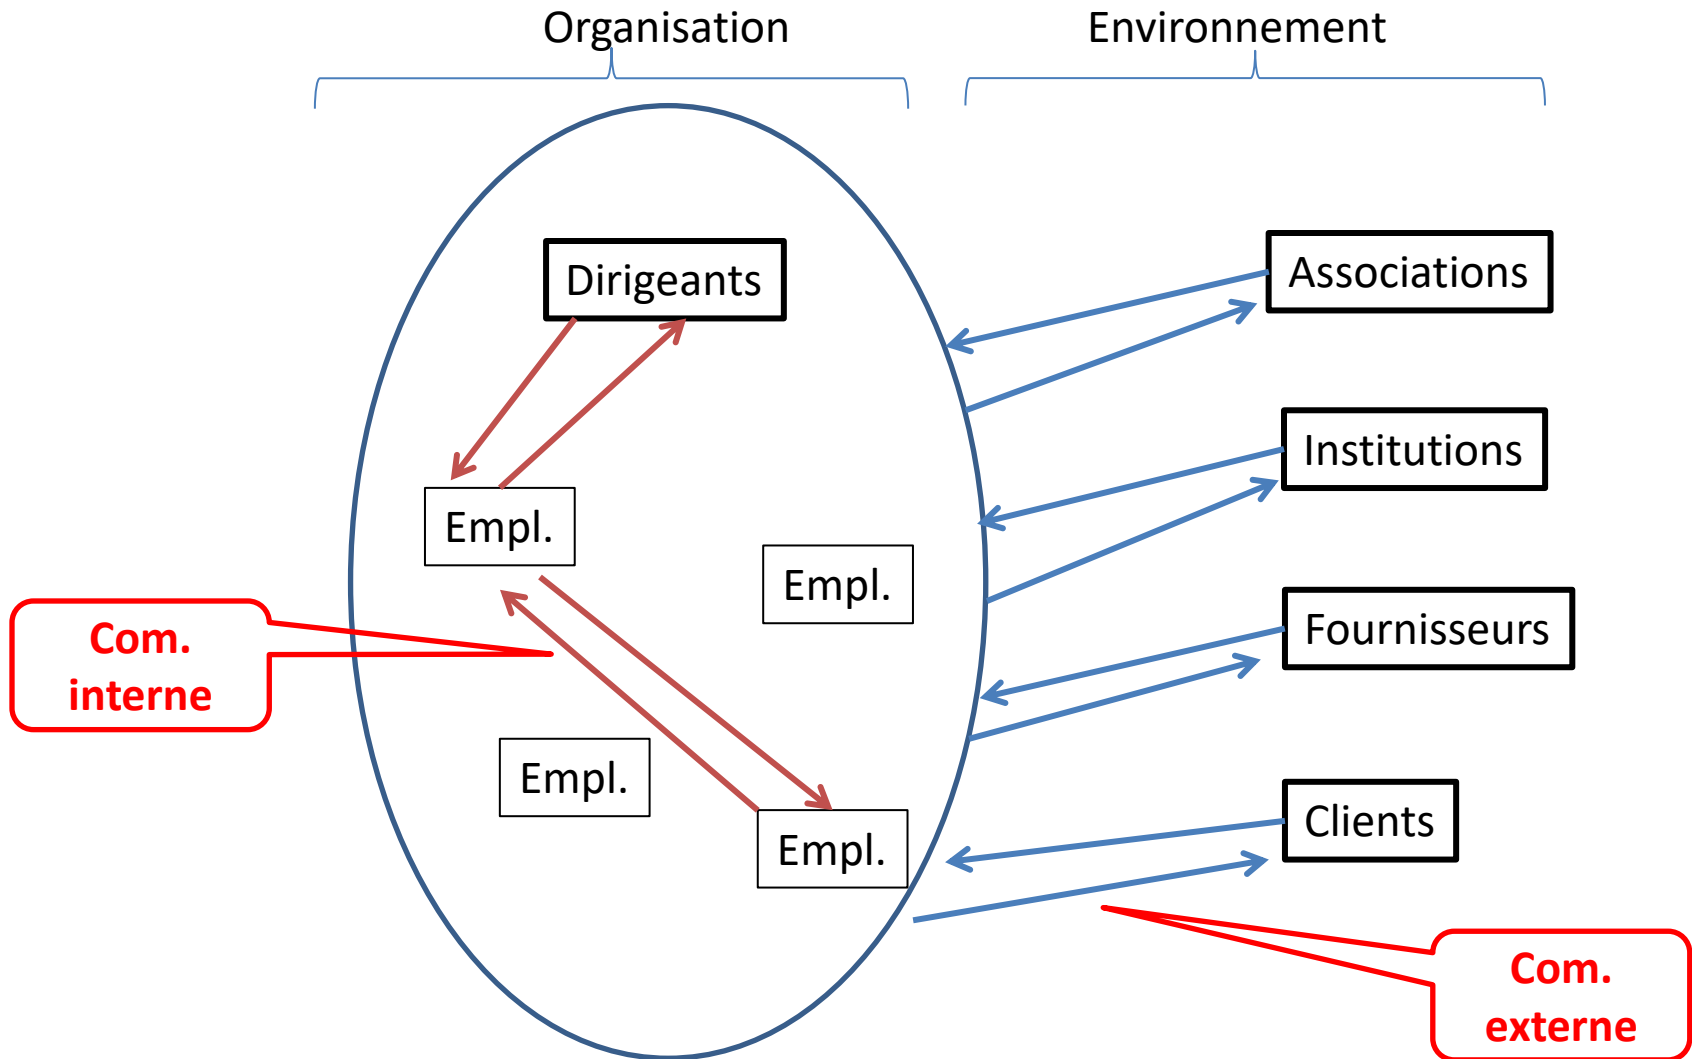 Organisation
Environnement
Dirigeants
Associations
Institutions
Empl.
Empl.
Fournisseurs
Com.
interne
Empl.
Empl.
Clients
Com.
externe